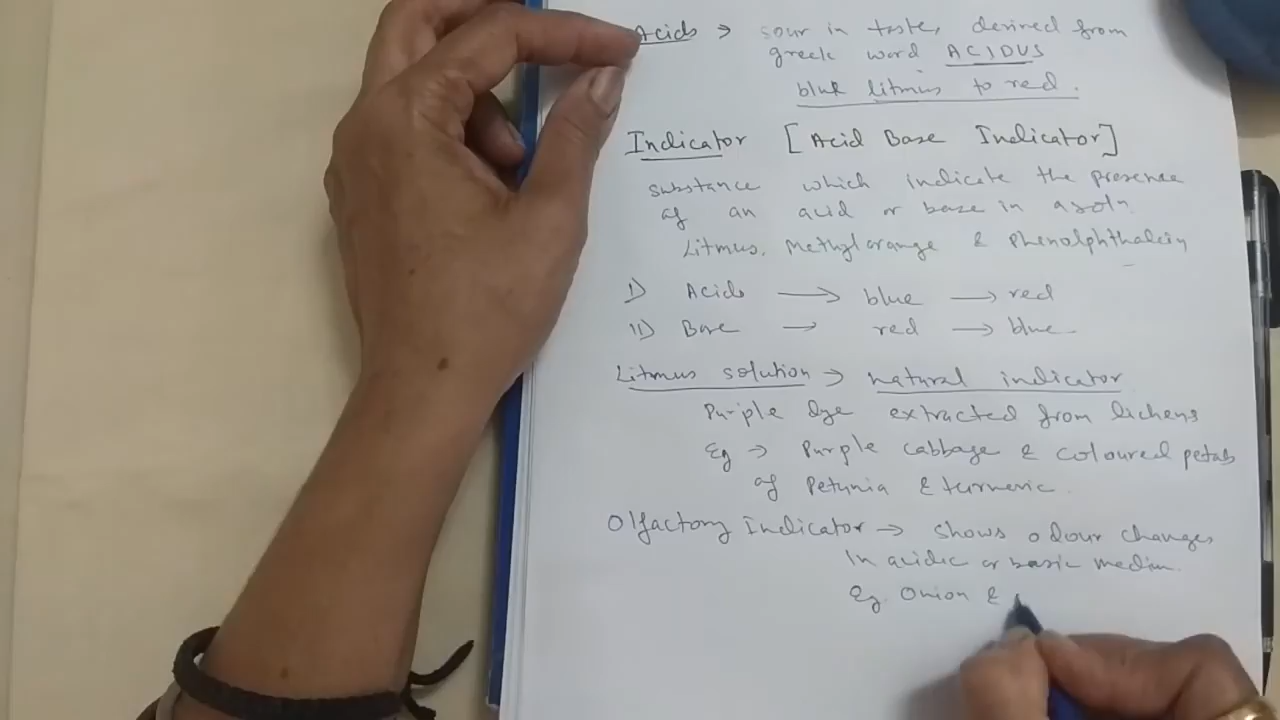 Acids → sour in taste, derived from
greek word ACIDUS
blue litmus to red.
Indicator [Acid Base Indicator]
substance which indicate the presence
of an acid or base in a soln.
Litmus, Methyl orange & Phenolphthalein
I) Acids → blue → red
II) Base → red → blue
Litmus solution → natural indicator
Purple dye extracted from lichens
Eg → Purple cabbage & coloured petals
of Petunia & turmeric.
Olfactory Indicator → shows odour changes
in acidic or basic medium.
Eg. Onion &